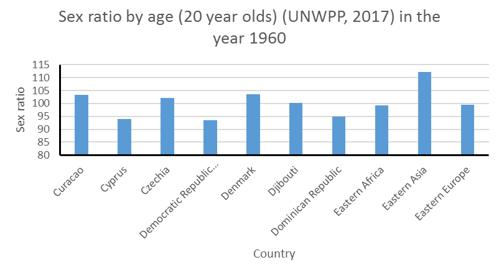 Sex ratio by age (20 year olds) (UNWPP, 2017) in the
year 1960
115
110
105
100
95
90
85
80
Sex ratio
Curacao
Cyprus
Czechia
Democratic Republic...
Denmark
Djibouti
Dominican Republic
Eastern Africa
Eastern Asia
Eastern Europe
Country